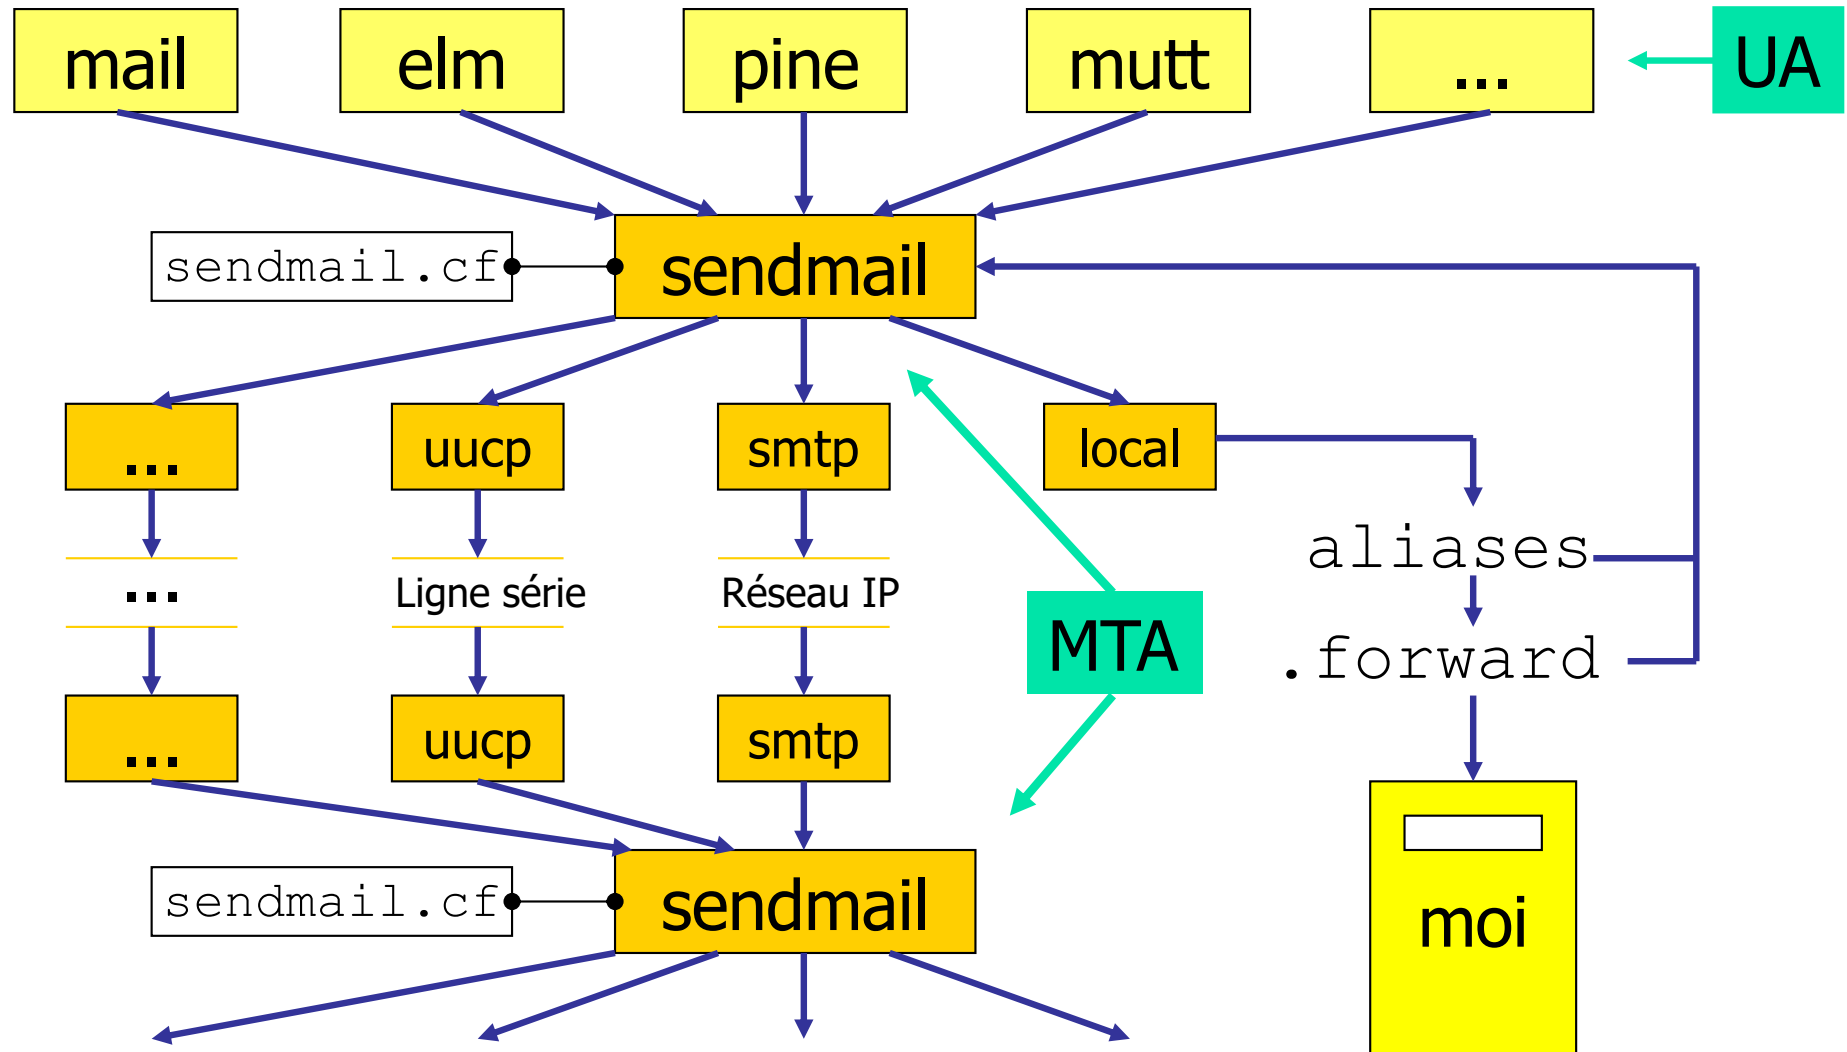 mail
elm
pine
mutt
...
UA
sendmail.cf
sendmail
...
uucp
smtp
local
aliases
...
Ligne série
Réseau IP
MTA
.forward
...
uucp
smtp
sendmail.cf
sendmail
moi